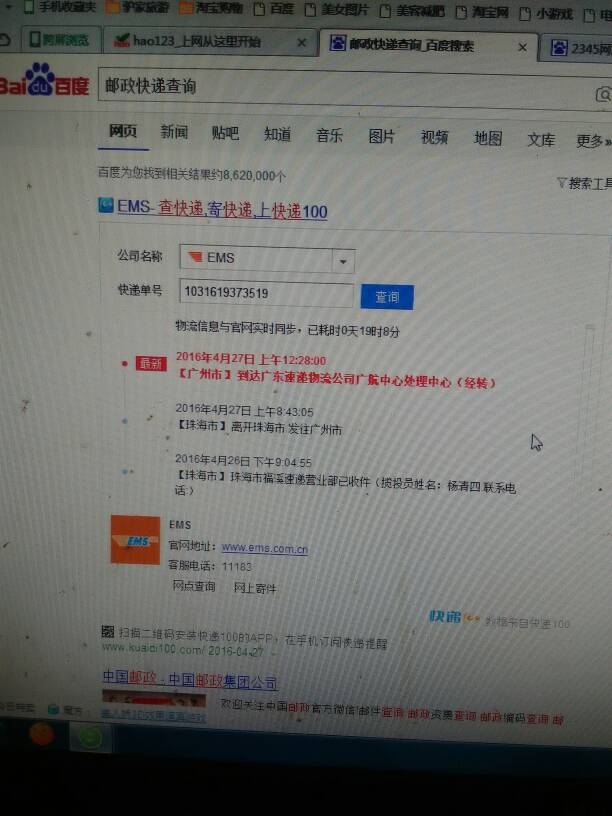 手机收藏夹 驴家旅游 淘宝购物 百度 美女图片 美容减肥 淘宝网 小游戏 电
跨屏浏览 hao123_上网从这里开始 × 邮政快递查询_百度搜索 × 2345网
Bai du 百度 邮政快递查询
网页 新闻 贴吧 知道 音乐 图片 视频 地图 文库 更多»
百度为您找到相关结果约8,620,000个
搜索工具
EMS- 查快递,寄快递,上快递100
公司名称 EMS
快递单号 1031619373519 查询
物流信息与官网实时同步，已耗时0天19时8分
最新 2016年4月27日 上午12:28:00
【广州市】到达广东速递物流公司广航中心处理中心（经转）
2016年4月27日 上午8:43:05
【珠海市】离开珠海市 发往广州市
2016年4月26日 下午9:04:55
【珠海市】珠海市福溪速递营业部已收件（揽投员姓名：杨清四,联系电
话:）
EMS
EMS
官网地址：www.ems.com.cn
客服电话：11183
网点查询 网上寄件
快递100 数据来自快递100
扫描二维码安装快递100的APP，在手机订阅快递提醒
www.kuaidi100.com/ 2016-04-27
中国邮政 - 中国邮政集团公司
欢迎关注中国邮政官方微信!邮件查询 邮政资费查询 邮政编码查询 邮
魔方